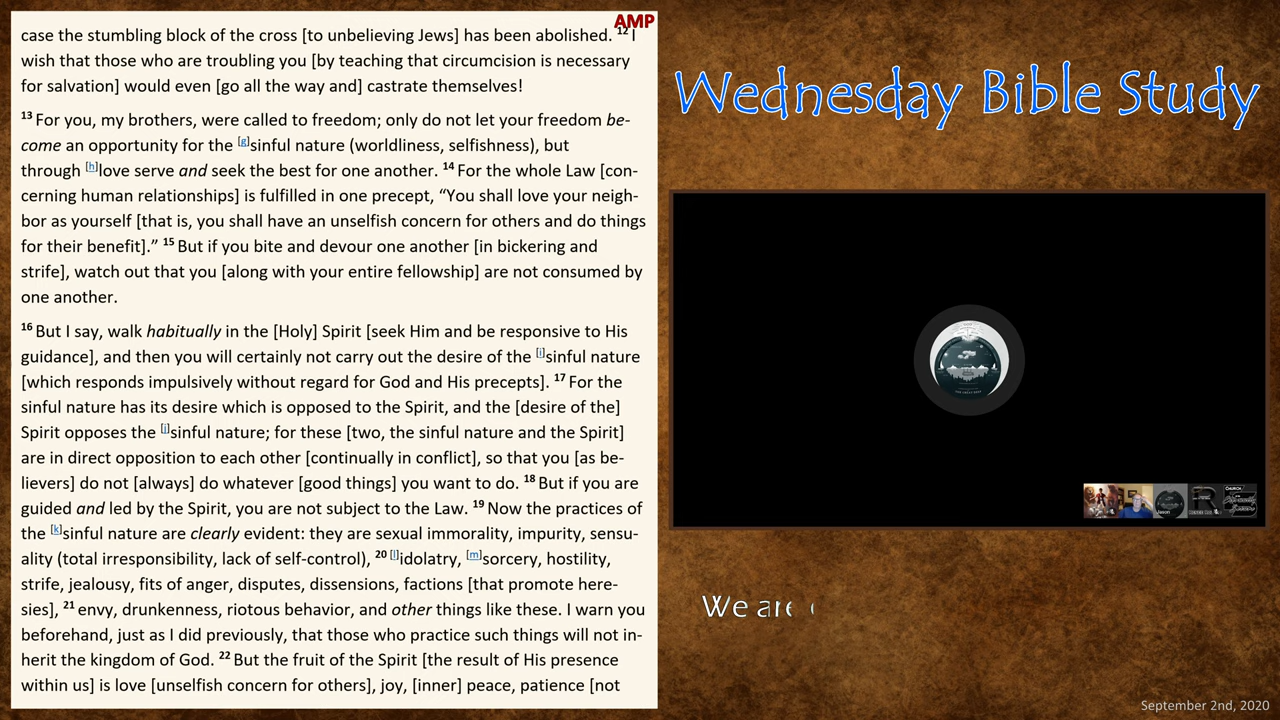 AMP
case the stumbling block of the cross [to unbelieving Jews] has been abolished. 12 I
wish that those who are troubling you [by teaching that circumcision is necessary
for salvation] would even [go all the way and] castrate themselves!
13 For you, my brothers, were called to freedom; only do not let your freedom be-
come an opportunity for the [g]sinful nature (worldliness, selfishness), but
through [h]love serve and seek the best for one another. 14 For the whole Law [con-
cerning human relationships] is fulfilled in one precept, “You shall love your neigh-
bor as yourself [that is, you shall have an unselfish concern for others and do things
for their benefit].” 15 But if you bite and devour one another [in bickering and
strife], watch out that you [along with your entire fellowship] are not consumed by
one another.
16 But I say, walk habitually in the [Holy] Spirit [seek Him and be responsive to His
guidance], and then you will certainly not carry out the desire of the [i]sinful nature
[which responds impulsively without regard for God and His precepts]. 17 For the
sinful nature has its desire which is opposed to the Spirit, and the [desire of the]
Spirit opposes the [j]sinful nature; for these [two, the sinful nature and the Spirit]
are in direct opposition to each other [continually in conflict], so that you [as be-
lievers] do not [always] do whatever [good things] you want to do. 18 But if you are
guided and led by the Spirit, you are not subject to the Law. 19 Now the practices of
the [k]sinful nature are clearly evident: they are sexual immorality, impurity, sensu-
ality (total irresponsibility, lack of self-control), 20 [l]idolatry, [m]sorcery, hostility,
strife, jealousy, fits of anger, disputes, dissensions, factions [that promote here-
sies], 21 envy, drunkenness, riotous behavior, and other things like these. I warn you
beforehand, just as I did previously, that those who practice such things will not in-
herit the kingdom of God. 22 But the fruit of the Spirit [the result of His presence
within us] is love [unselfish concern for others], joy, [inner] peace, patience [not
Wednesday Bible Study
Jason
We are
September 2nd, 2020